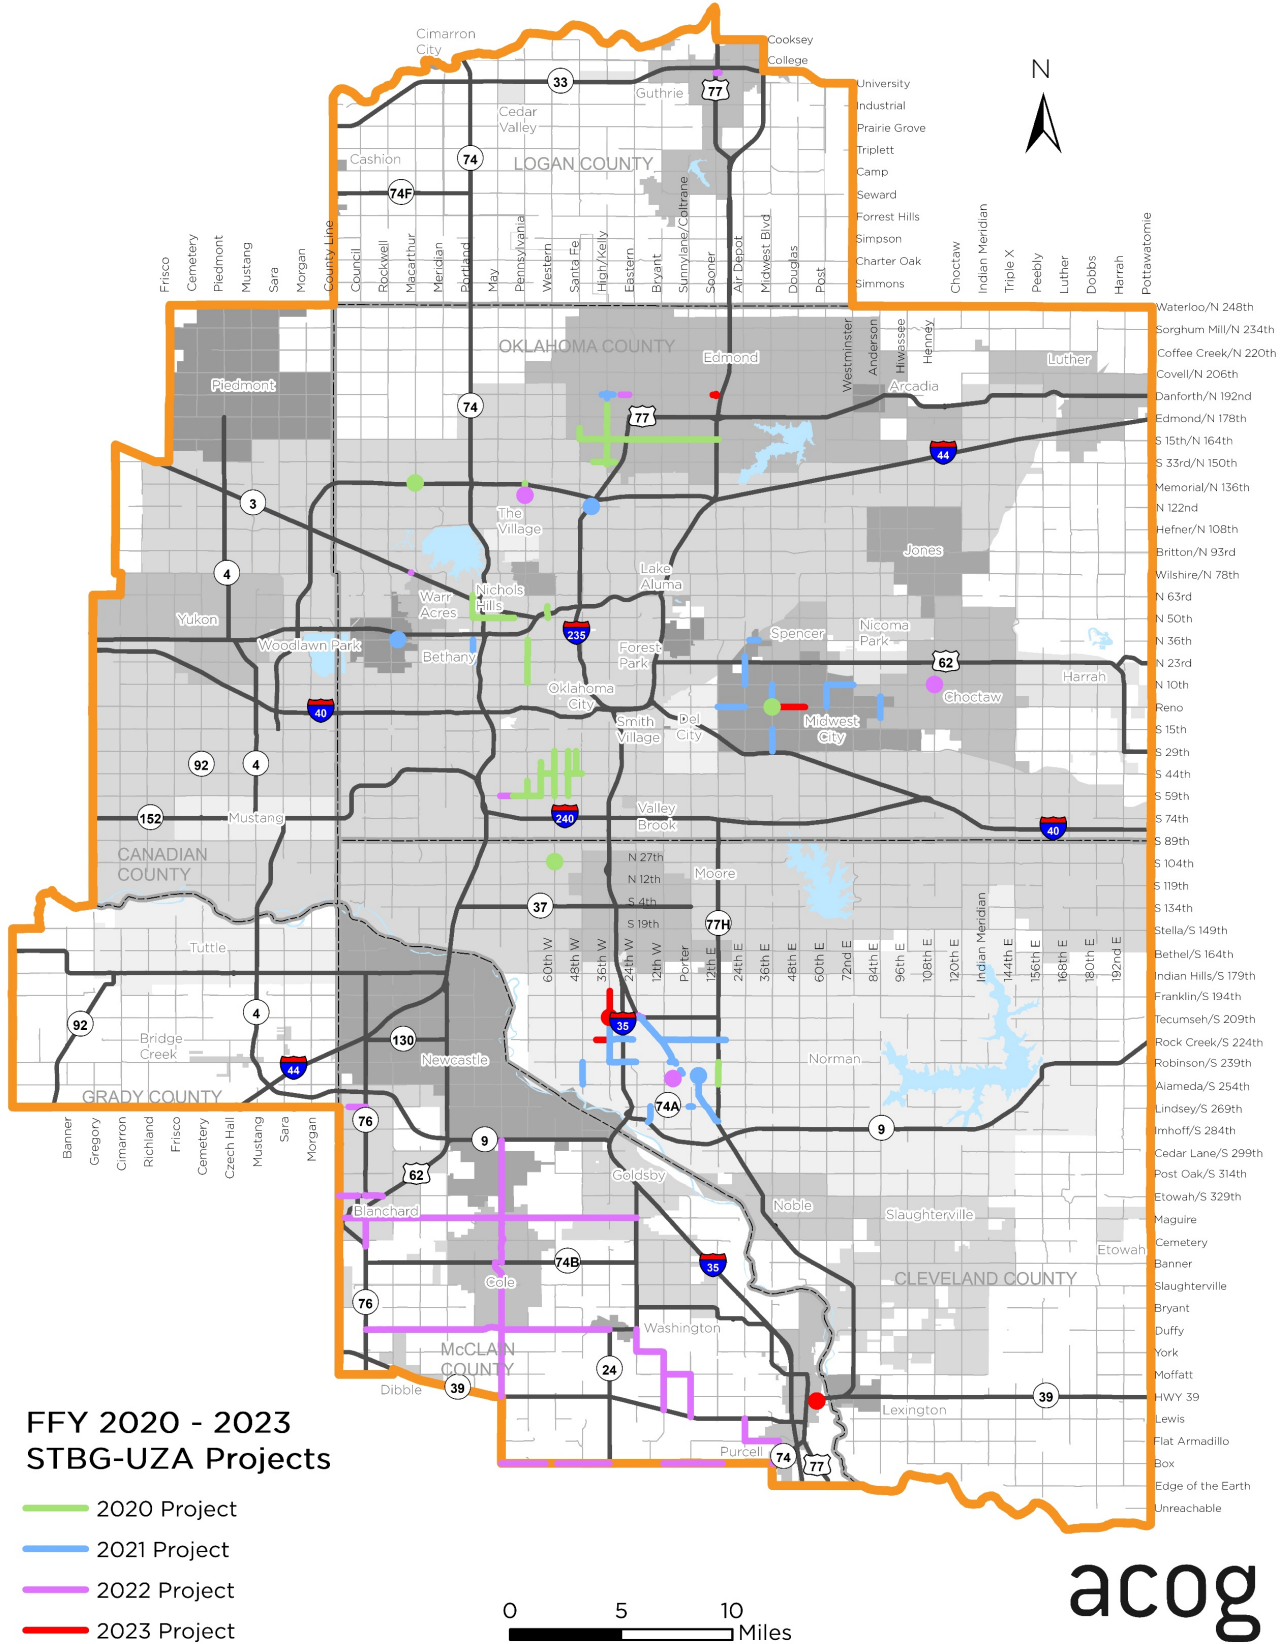 Cimarron
City
Cooksey
College
University
Industrial
Prairie Grove
Triplett
Camp
Seward
Forrest Hills
Simpson
Charter Oak
Simmons
N
33
Guthrie
77
Cedar
Valley
Cashion
74
LOGAN COUNTY
74F
Frisco
Cemetery
Piedmont
Mustang
Sara
Morgan
County Line
Council
Rockwell
Macarthur
Meridian
Portland
May
Pennsylvania
Western
Santa Fe
High/Kelly
Eastern
Bryant
Sunnylane/Coltrane
Sooner
Air Depot
Midwest Blvd
Douglas
Post
Westminster
Anderson
Hiwassee
Henney
Choctaw
Indian Meridian
Triple X
Peebly
Luther
Dobbs
Harrah
Pottawatomie
Waterloo/N 248th
Sorghum Mill/N 234th
Coffee Creek/N 220th
Covell/N 206th
Danforth/N 192nd
Edmond/N 178th
S 15th/N 164th
S 33rd/N 150th
Memorial/N 136th
N 122nd
Hefner/N 108th
Britton/N 93rd
Wilshire/N 78th
N 63rd
N 50th
N 36th
N 23rd
N 10th
Reno
S 15th
S 29th
S 44th
S 59th
S 74th
S 89th
S 104th
S 119th
S 134th
Stella/S 149th
Bethel/S 164th
Indian Hills/S 179th
Franklin/S 194th
Tecumseh/S 209th
Rock Creek/S 224th
Robinson/S 239th
Alameda/S 254th
Lindsey/S 269th
Imhoff/S 284th
Cedar Lane/S 299th
Post Oak/S 314th
Etowah/S 329th
Maguire
Cemetery
Banner
Slaughterville
Bryant
Duffy
York
Moffatt
HWY 39
Lewis
Flat Armadillo
Box
Edge of the Earth
Unreachable
OKLAHOMA COUNTY
Edmond
Luther
Piedmont
Arcadia
74
77
44
3
The
Village
Jones
4
Lake
Aluma
Warr
Acres
Nichols
Hills
Yukon
235
Spencer
Nicoma
Park
Woodlawn Park
Bethany
Forest
Park
62
Harrah
Oklahoma
City
Choctaw
40
Smith
Village
Del
City
Midwest
City
92
4
152
Mustang
240
Valley
Brook
40
CANADIAN
COUNTY
N 27th
N 12th
S 4th
S 19th
Moore
37
77H
60th W
48th W
36th W
24th W
12th W
Porter
12th E
24th E
36th E
48th E
60th E
72nd E
84th E
96th E
108th E
120th E
Indian Meridian
144th E
156th E
168th E
180th E
192nd E
Tuttle
92
4
35
Bridge
Creek
130
44
Newcastle
Norman
GRADY COUNTY
74A
76
9
9
Banner
Gregory
Cimarron
Richland
Frisco
Cemetery
Czech Hall
Mustang
Sara
Morgan
62
Goldsby
Blanchard
Noble
Slaughterville
Etowah
74B
35
Cole
CLEVELAND COUNTY
76
Washington
McCLAIN
COUNTY
24
Dibble
39
39
Lexington
Purcell
74
77
FFY 2020 - 2023
STBG-UZA Projects
2020 Project
2021 Project
2022 Project
2023 Project
0 5 10
Miles
acog